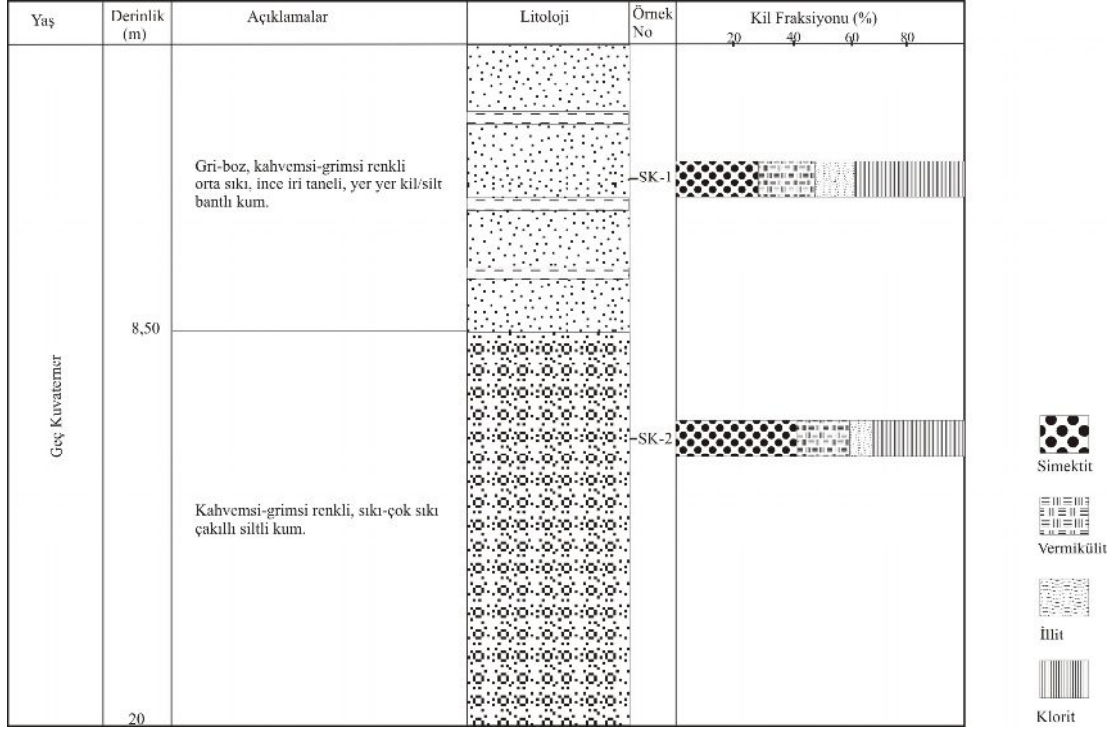 Yaş
Derinlik
(m)
Açıklamalar
Litoloji
Örnek
No
Kil Fraksiyonu (%)
20 40 60 80
Gri-boz, kahvemsi-grimsi renkli
orta sıkı, ince iri taneli, yer yer kil/silt
bantlı kum.
SK-1
8,50
Geç Kuvaterner
SK-2
Kahvemsi-grimsi renkli, sıkı-çok sıkı
çakıllı siltli kum.
20
Simektit
Vermikülit
İllit
Klorit